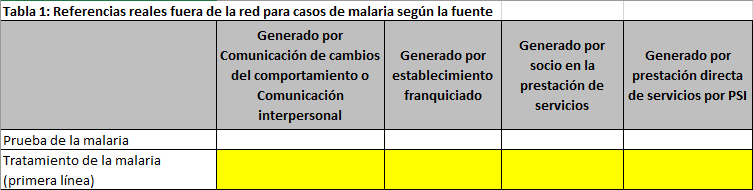 Tabla 1: Referencias reales fuera de la red para casos de malaria según la fuente
Generado por
Comunicación de cambios
del comportamiento o
Comunicación
interpersonal
Generado por
establecimiento
franquiciado
Generado por
socio en la
prestación de
servicios
Generado por
prestación directa
de servicios por PSI
Prueba de la malaria
Tratamiento de la malaria
(primera línea)